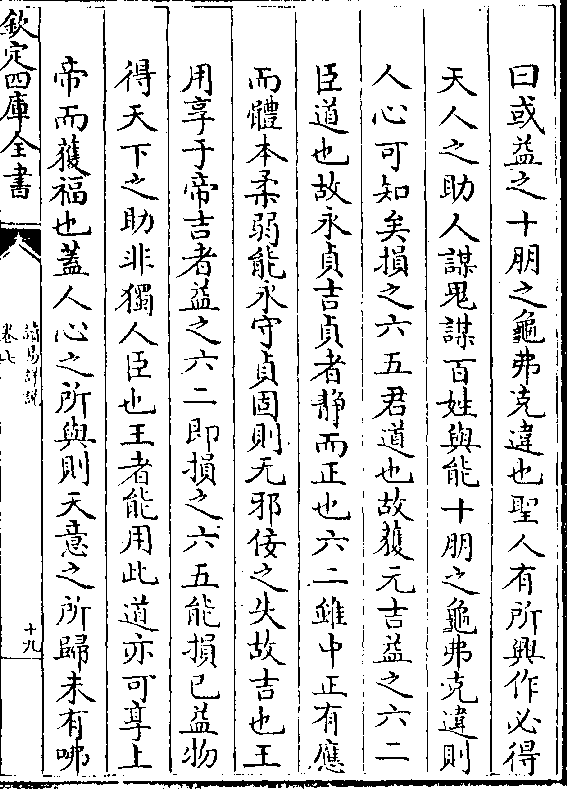 曰或益之十朋之龜弗克違也聖人有所興作必得
天人之助人謀鬼謀百姓與能十朋之龜弗克違則
人心可知矣損之六五君道也故獲元吉益之六二
臣道也故永貞吉貞者静而正也六二雖中正有應
而體本柔弱能永守貞固則无邪佞之失故吉也王
用享于帝吉者益之六二即損之六五能損已益物
得天下之助非獨人臣也王者能用此道亦可享上
帝而獲福也蓋人心之所與則天意之所歸未有咈
欽定四庫全書
讀易詳說
卷七
十九